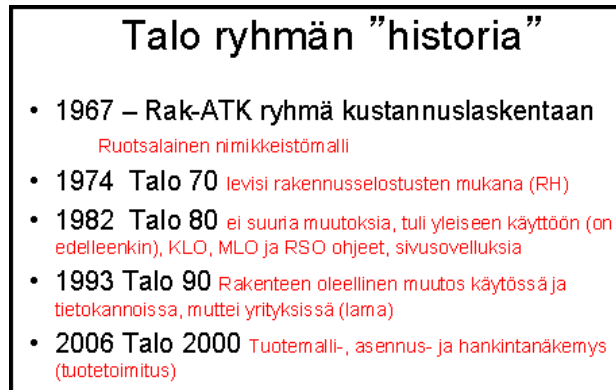 Talo ryhmän ”historia”
• 1967 – Rak-ATK ryhmä kustannuslaskentaan
Ruotsalainen nimikkeistömalli
• 1974 Talo 70 levisi rakennusselostusten mukana (RH)
• 1982 Talo 80 ei suuria muutoksia, tuli yleiseen käyttöön (on
edelleenkin), KLO, MLO ja RSO ohjeet, sivusovelluksia
• 1993 Talo 90 Rakenteen oleellinen muutos käytössä ja
tietokannoissa, muttei yrityksissä (lama)
• 2006 Talo 2000 Tuotemalli-, asennus- ja hankintanäkemys
(tuotetoimitus)